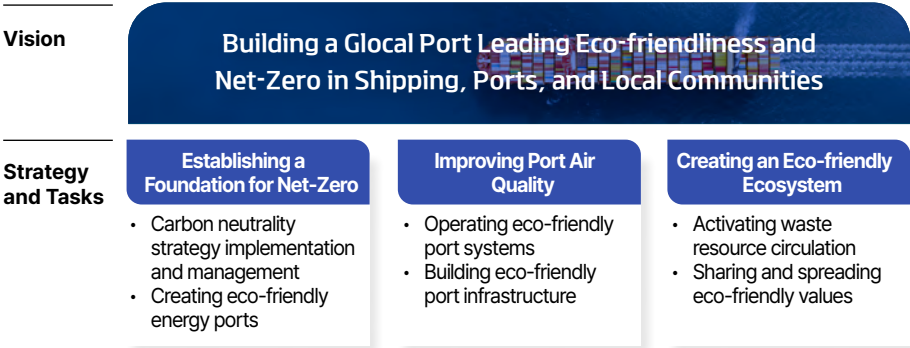 Vision
Building a Glocal Port Leading Eco-friendliness and
Net-Zero in Shipping, Ports, and Local Communities
Strategy
and Tasks
Establishing a
Foundation for Net-Zero
• Carbon neutrality
strategy implementation
and management
• Creating eco-friendly
energy ports
Improving Port Air
Quality
• Operating eco-friendly
port systems
• Building eco-friendly
port infrastructure
Creating an Eco-friendly
Ecosystem
• Activating waste
resource circulation
• Sharing and spreading
eco-friendly values